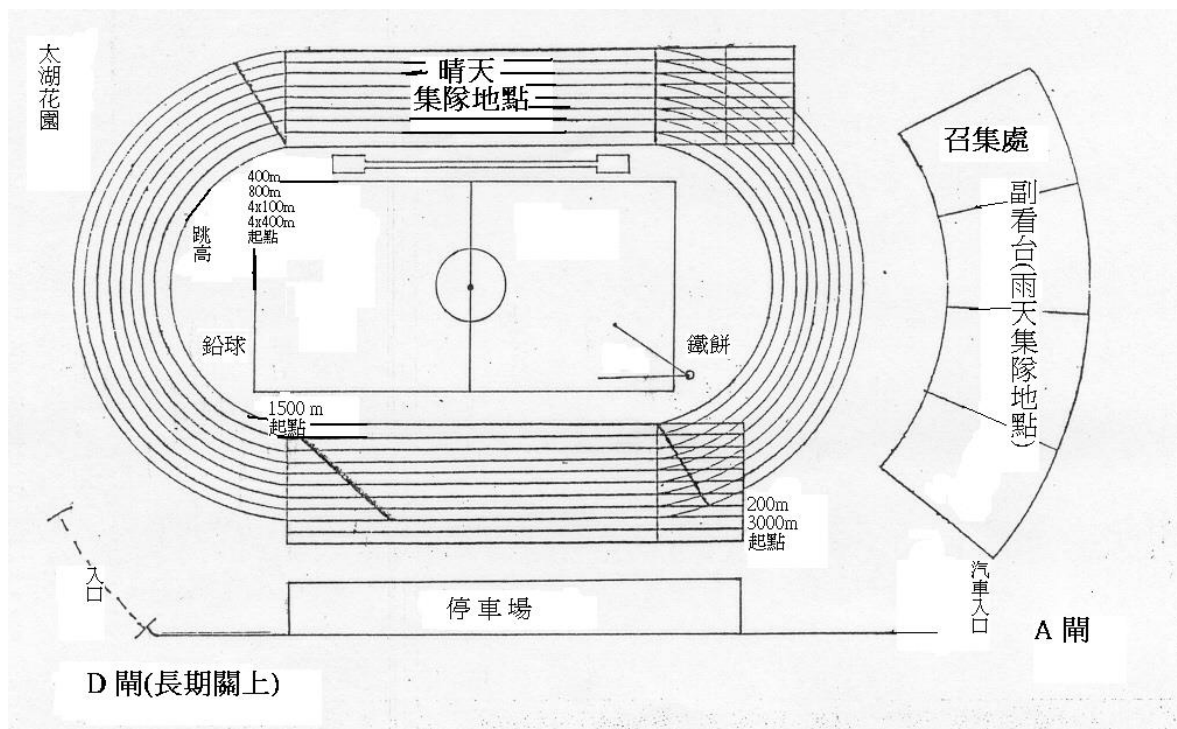 太湖花園
晴天
集隊地點
召集處
副看台(雨天集隊地點)
400m
800m
4x100m
4x400m
起點
跳高
鉛球
鐵餅
1500 m
起點
200m
3000m
起點
入口
停車場
汽車入口
A 閘
D 閘(長期關上)